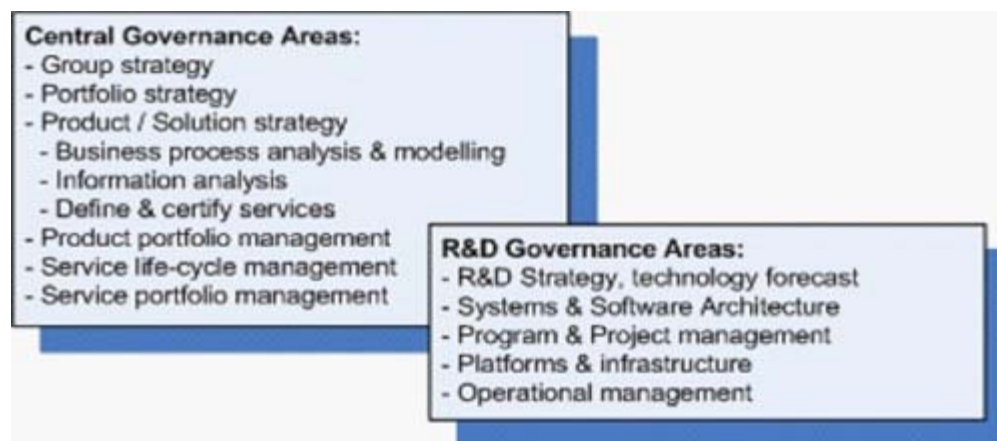 Central Governance Areas:
- Group strategy
- Portfolio strategy
- Product / Solution strategy
- Business process analysis & modelling
- Information analysis
- Define & certify services
- Product portfolio management
- Service life-cycle management
- Service portfolio management
R&D Governance Areas:
- R&D Strategy, technology forecast
- Systems & Software Architecture
- Program & Project management
- Platforms & infrastructure
- Operational management